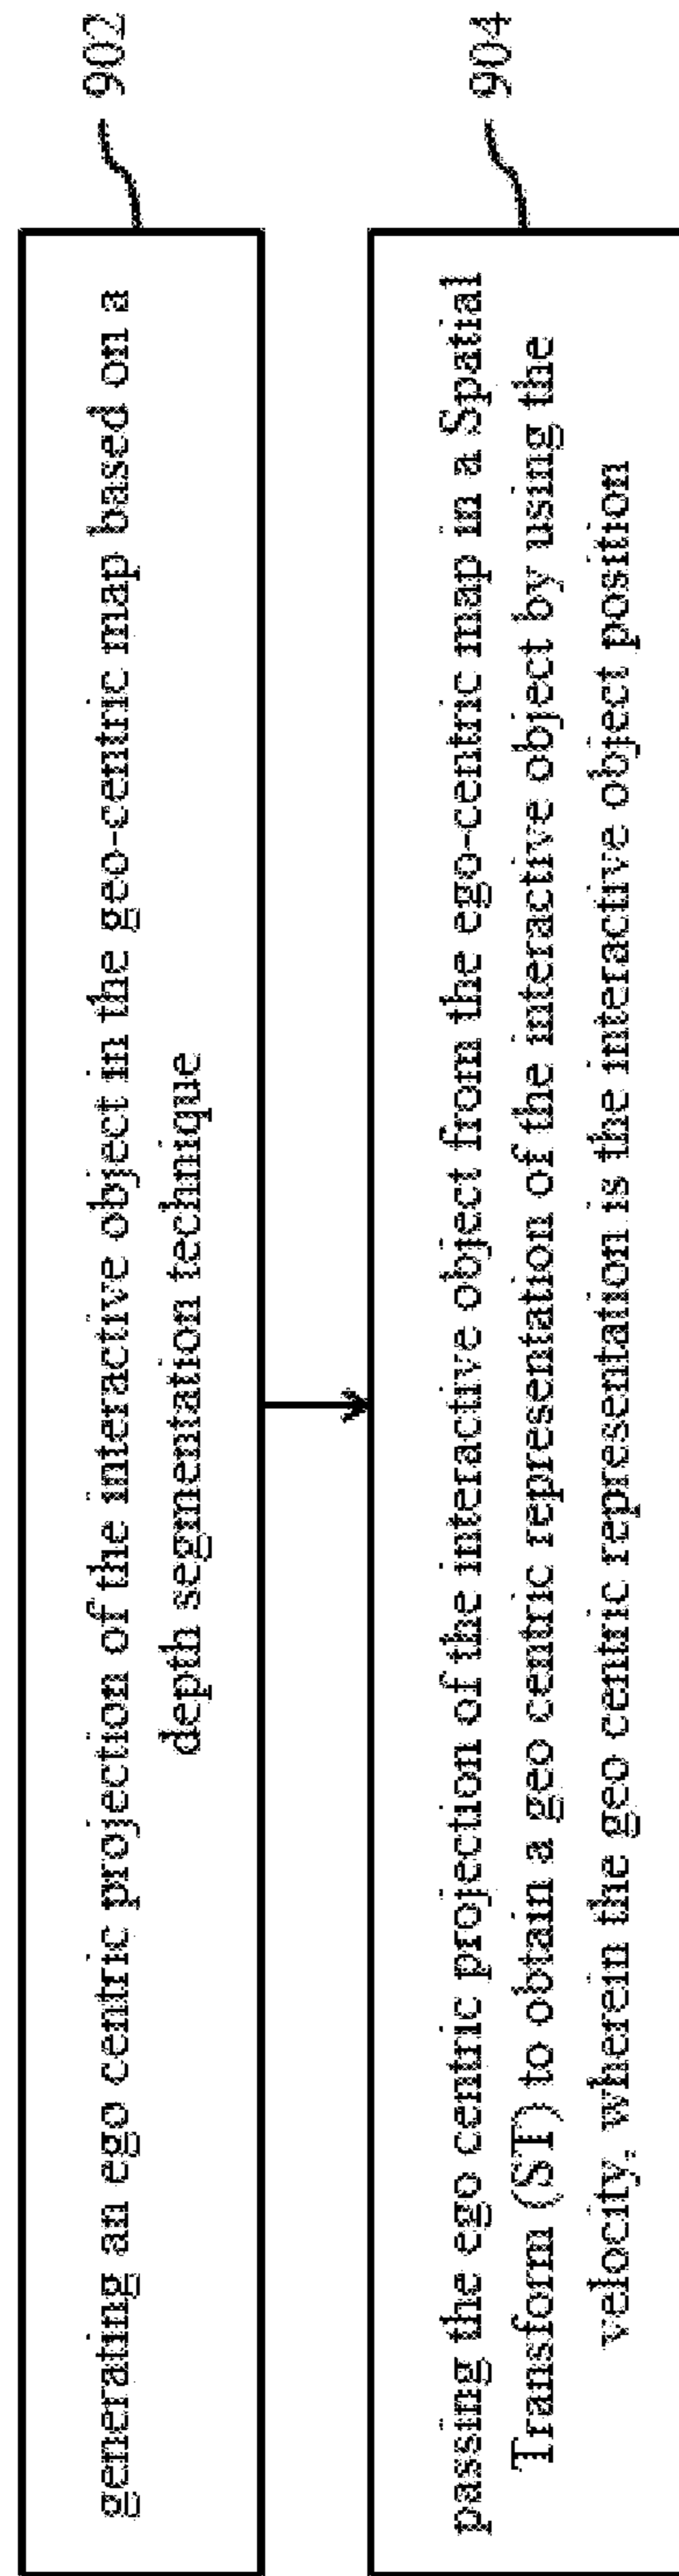 generating an ego centric projection of the interactive object in the geo-centric map based on a
depth segmentation technique
902
passing the ego centric projection of the interactive object from the ego-centric map in a Spatial
Transform (ST) to obtain a geo centric representation of the interactive object by using the
velocity, wherein the geo centric representation is the interactive object position
904